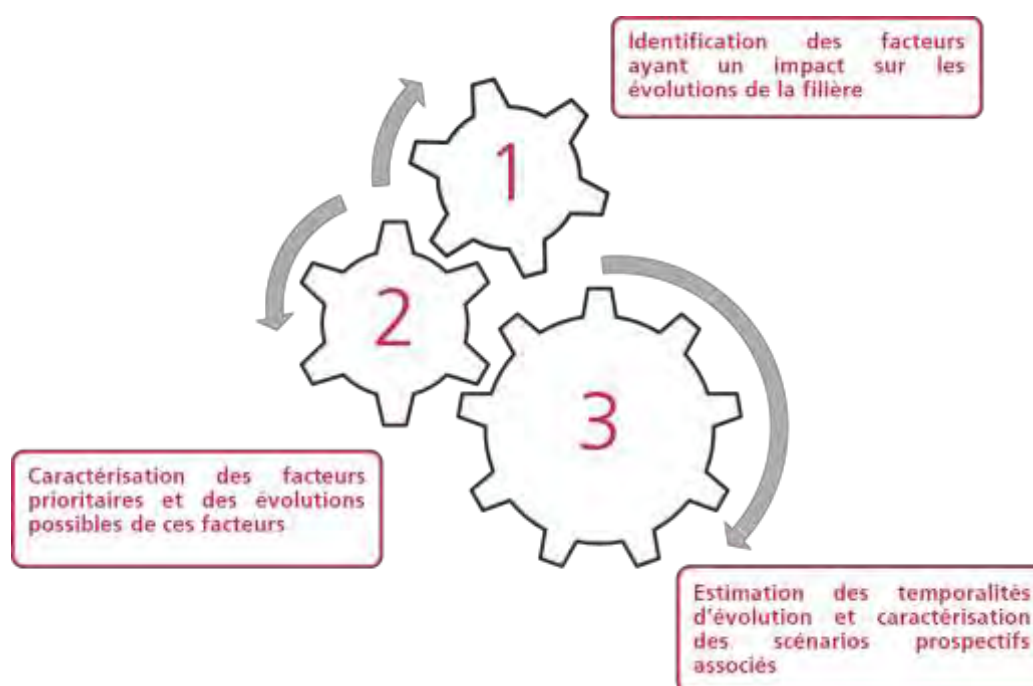 Identification des facteurs
ayant un impact sur les
évolutions de la filière
1
2
3
Caractérisation des facteurs
prioritaires et des évolutions
possibles de ces facteurs
Estimation des temporalités
d'évolution et caractérisation
des scénarios prospectifs
associés